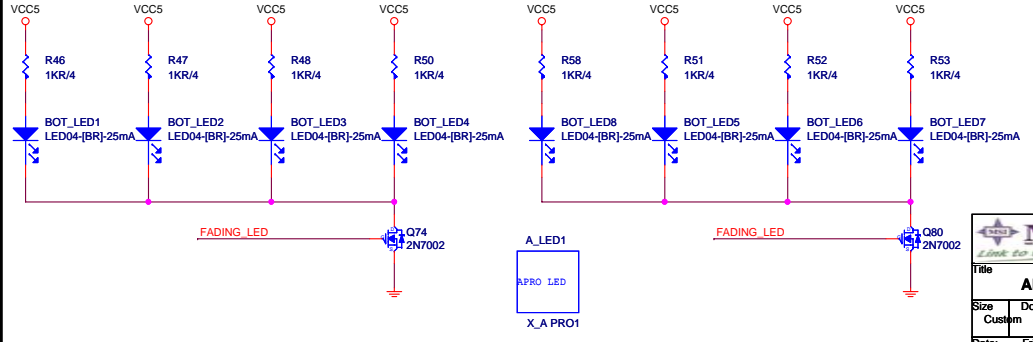 VCC5 VCC5 VCC5 VCC5 VCC5 VCC5 VCC5 VCC5
R46 R47 R48 R50 R58 R51 R52 R53
1KR/4 1KR/4 1KR/4 1KR/4 1KR/4 1KR/4 1KR/4 1KR/4
BOT_LED1 BOT_LED2 BOT_LED3 BOT_LED4 BOT_LED8 BOT_LED5 BOT_LED6 BOT_LED7
LED04-[BR]-25mA LED04-[BR]-25mA LED04-[BR]-25mA LED04-[BR]-25mA LED04-[BR]-25mA LED04-[BR]-25mA LED04-[BR]-25mA LED04-[BR]-25mA
FADING_LED Q74 FADING_LED Q80
2N7002 2N7002
A_LED1
APRO LED
X_A PRO1
MSI
Link to
Title
Size
Custom